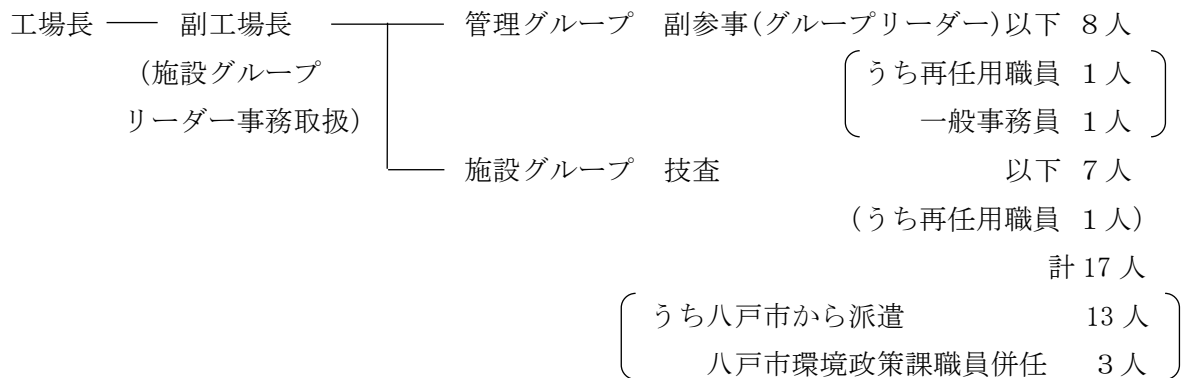 工場長 ── 副工場長 管理グループ 副参事(グループリーダー)以下 8人
(施設グループ うち再任用職員 1人
リーダー事務取扱) 一般事務員 1人
施設グループ 技査 以下 7人
(うち再任用職員 1人)
計17人
うち八戸市から派遣 13人
八戸市環境政策課職員併任 3人